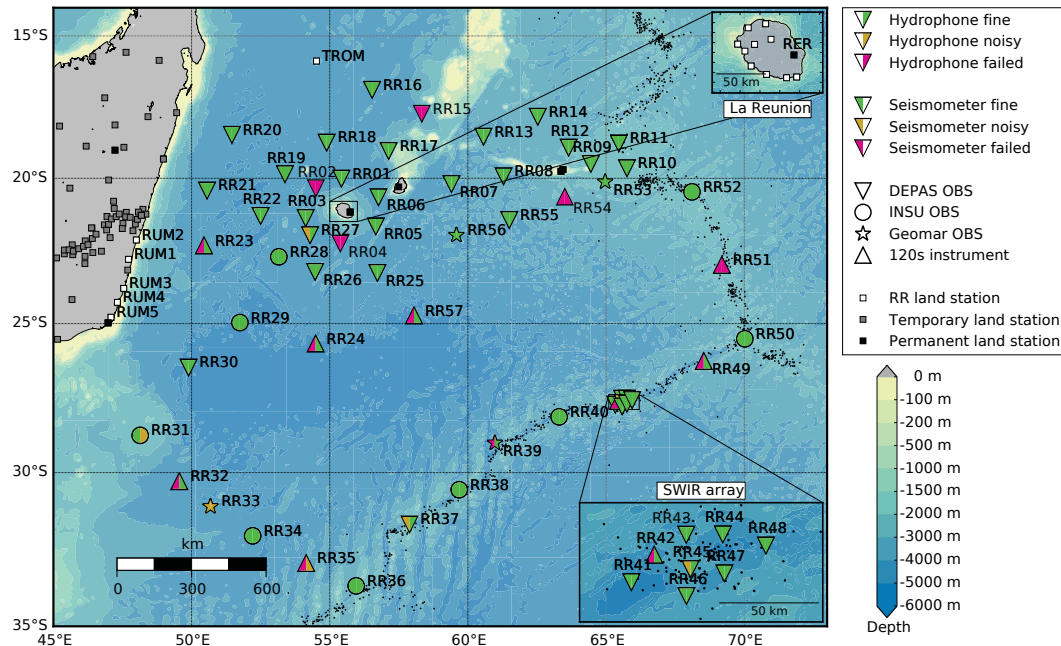 15°S
20°S
25°S
30°S
35°S
45°E
50°E
55°E
60°E
65°E
70°E
TROM
RR16
RR15
RR14
RR20
RR18
RR17
RR13
RR12
RR11
RR09
RR19
RR02
RR01
RR08
RR10
RR21
RR07
RR53
RR52
RR22
RR03
RR06
RR54
RR55
RR27
RR05
RR56
RR23
RR04
RUM2
RUM1
RR28
RR51
RR26
RR25
RUM3
RUM4
RUM5
RR29
RR57
RR24
RR50
RR30
RR49
RR40
RR31
RR39
RR32
RR38
RR33
RR37
RR34
RR35
RR36
km
0 300 600
RER
50 km
La Reunion
SWIR array
RR43
RR44
RR48
RR42
RR45
RR47
RR41
RR46
50 km
Hydrophone fine
Hydrophone noisy
Hydrophone failed
Seismometer fine
Seismometer noisy
Seismometer failed
DEPAS OBS
INSU OBS
Geomar OBS
120s instrument
RR land station
Temporary land station
Permanent land station
0 m
-100 m
-200 m
-500 m
-1000 m
-2000 m
-3000 m
-4000 m
-5000 m
-6000 m
Depth